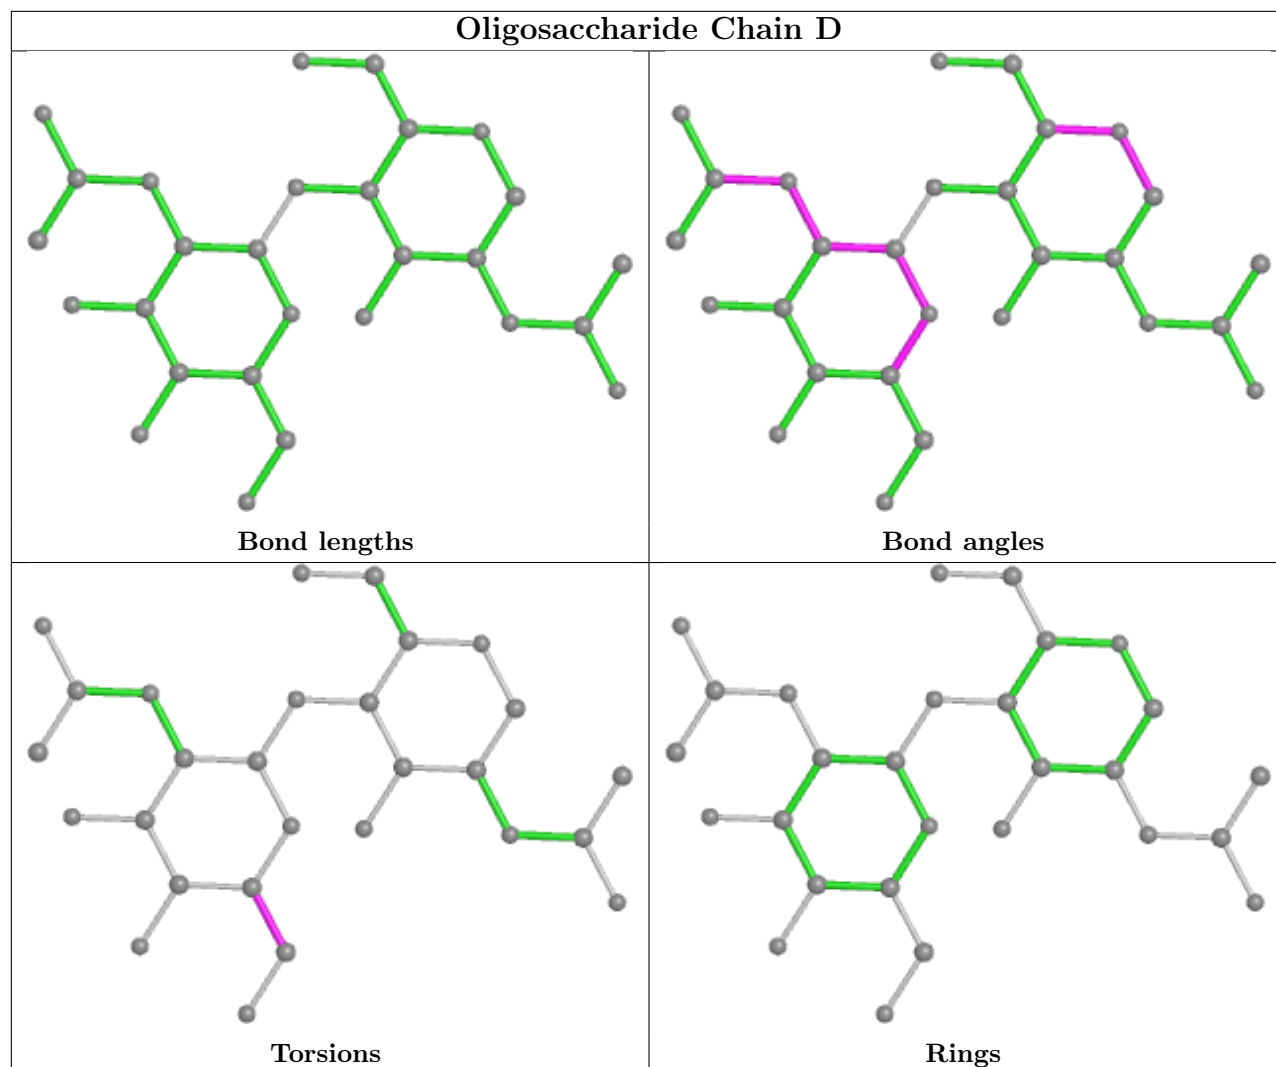 Oligosaccharide Chain D
Bond lengths
Bond angles
Torsions
Rings